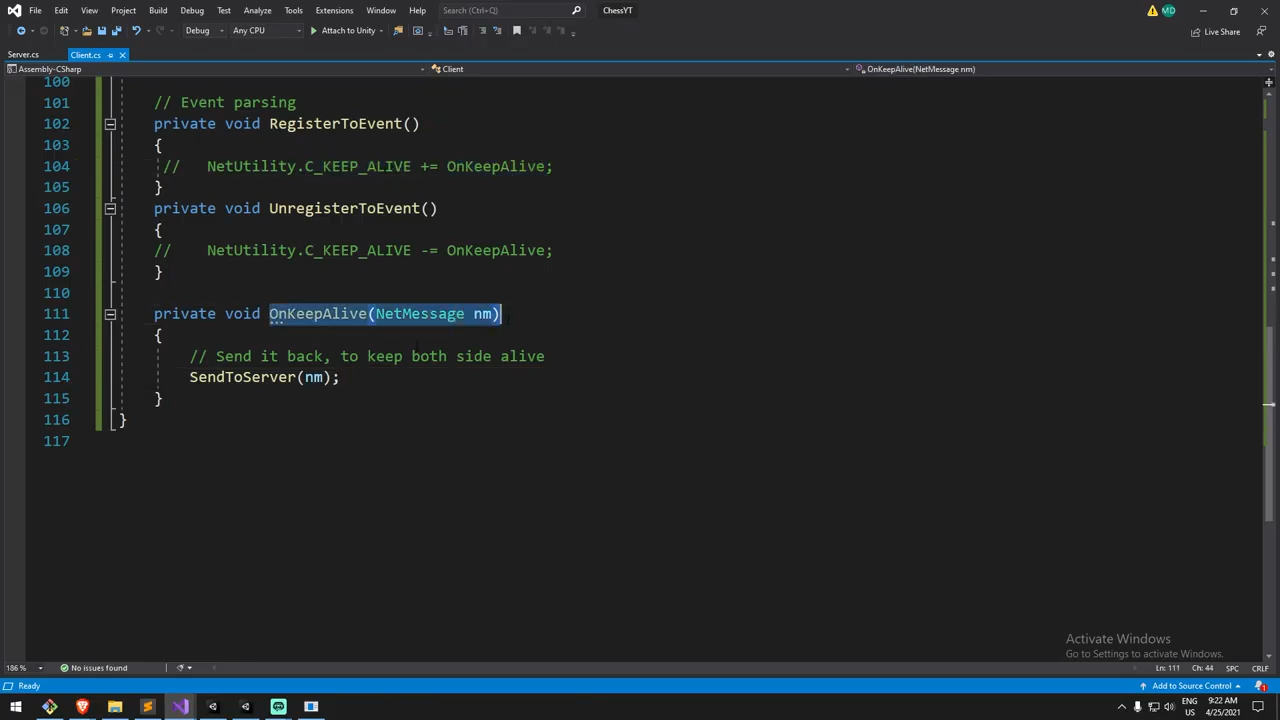 File Edit View Project Build Debug Test Analyze Tools Extensions Window Help Search (Ctrl+Q) ChessYT MD
Debug Any CPU Attach to Unity Live Share
Server.cs Client.cs
Assembly-CSharp Client OnKeepAlive(NetMessage nm)
100
101 // Event parsing
102 private void RegisterToEvent()
103 {
104 // NetUtility.C_KEEP_ALIVE += OnKeepAlive;
105 }
106 private void UnregisterToEvent()
107 {
108 // NetUtility.C_KEEP_ALIVE -= OnKeepAlive;
109 }
110
111 private void OnKeepAlive(NetMessage nm)
112 {
113 // Send it back, to keep both side alive
114 SendToServer(nm);
115 }
116 }
117
Activate Windows
Go to Settings to activate Windows.
186 % No issues found Ln: 111 Ch: 44 SPC CRLF
Ready Add to Source Control 1
ENG 9:22 AM
US 4/25/2021